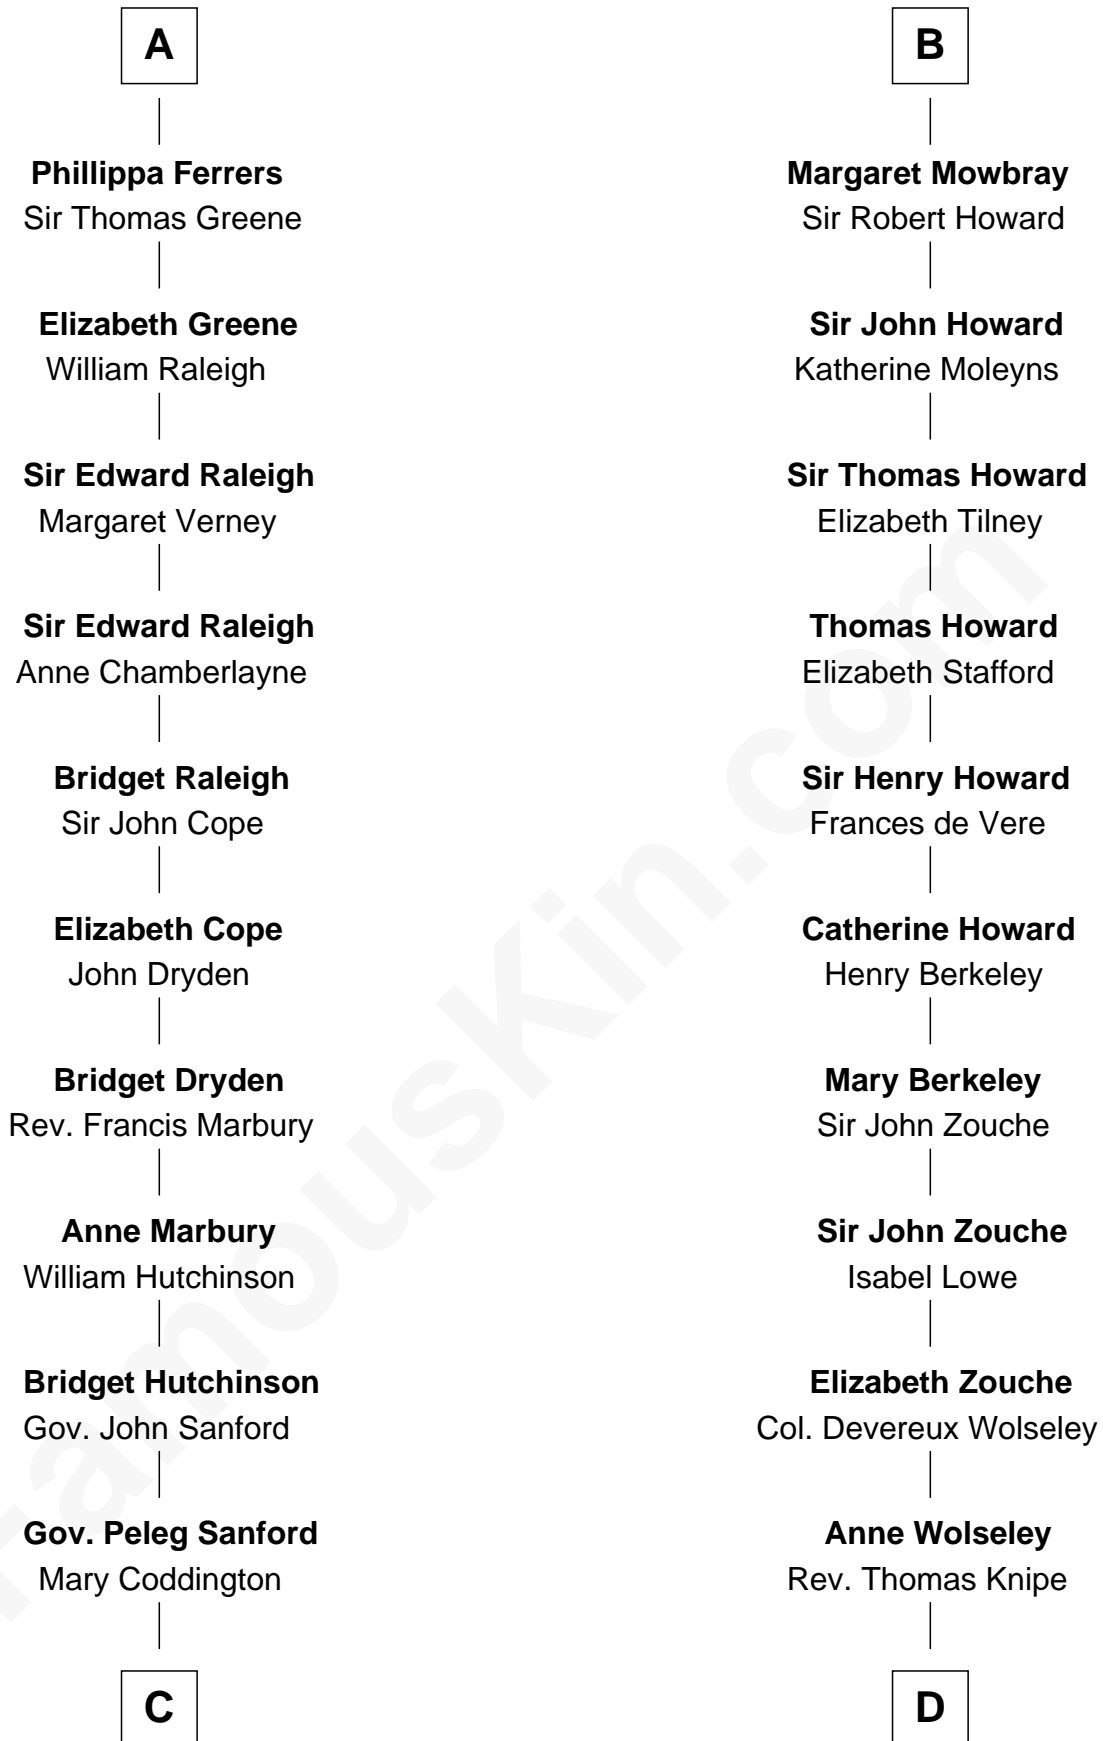 A
Phillippa Ferrers
Sir Thomas Greene
Elizabeth Greene
William Raleigh
Sir Edward Raleigh
Margaret Verney
Sir Edward Raleigh
Anne Chamberlayne
Bridget Raleigh
Sir John Cope
Elizabeth Cope
John Dryden
Bridget Dryden
Rev. Francis Marbury
Anne Marbury
William Hutchinson
Bridget Hutchinson
Gov. John Sanford
Gov. Peleg Sanford
Mary Coddington
C
B
Margaret Mowbray
Sir Robert Howard
Sir John Howard
Katherine Moleyns
Sir Thomas Howard
Elizabeth Tilney
Thomas Howard
Elizabeth Stafford
Sir Henry Howard
Frances de Vere
Catherine Howard
Henry Berkeley
Mary Berkeley
Sir John Zouche
Sir John Zouche
Isabel Lowe
Elizabeth Zouche
Col. Devereux Wolseley
Anne Wolseley
Rev. Thomas Knipe
D
FamousKin.com